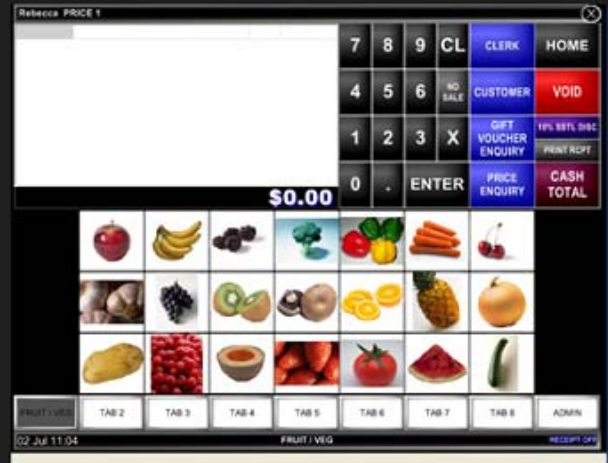 Rebecca PRICE 1
7 8 9 CL CLERK HOME
4 5 6 NO SALE CUSTOMER VOID
1 2 3 X GIFT VOUCHER ENQUIRY 10% SSTL DISC
PRINT RCPT
0 . ENTER PRICE ENQUIRY CASH TOTAL
$0.00
FRUIT / VEG TAB 2 TAB 3 TAB 4 TAB 5 TAB 6 TAB 7 TAB 8 ADMIN
02 Jul 11:04 FRUIT / VEG RECEIPT OFF